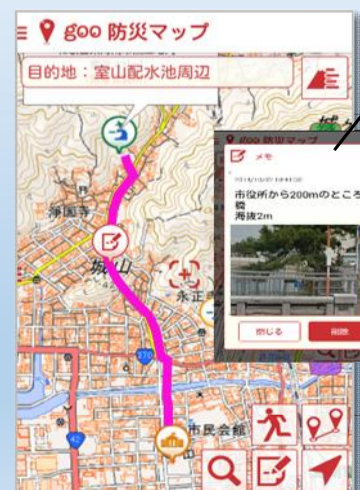 goo 防災マップ
目的地：室山配水池周辺
goo 防災マップ
メモ
市役所から200mのところ
橋
海抜2m
閉じる
削除
浄国寺
城山
永正
370
42
市民会館